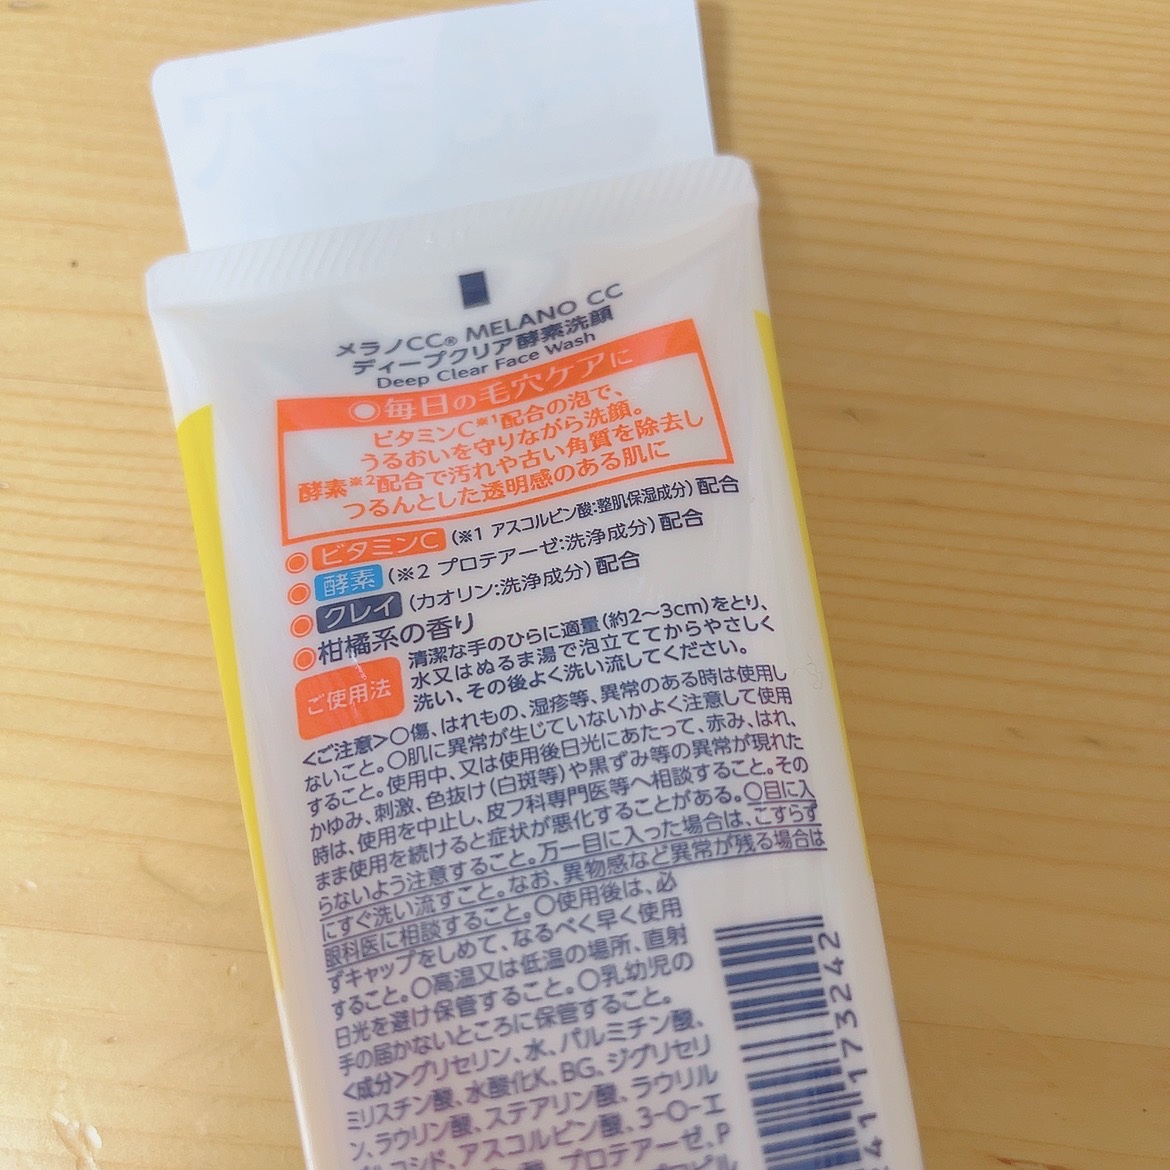 メラノCC® MELANO CC
ディープクリア酵素洗顔
Deep Clear Face Wash
毎日の毛穴ケアに
ビタミンC※1配合の泡で、
うるおいを守りながら洗顔。
酵素※2配合で汚れや古い角質を除去し
つるんとした透明感のある肌に
ビタミンC (※1 アスコルビン酸:整肌保湿成分) 配合
酵素 (※2 プロテアーゼ:洗浄成分) 配合
クレイ (カオリン:洗浄成分) 配合
柑橘系の香り
ご使用法
清潔な手のひらに適量(約2〜3cm)をとり、
水又はぬるま湯で泡立ててからやさしく
洗い、その後よく洗い流してください。
<ご注意>○傷、はれもの、湿疹等、異常のある時は使用し
ないこと。○肌に異常が生じていないかよく注意して使用
すること。使用中、又は使用後日光にあたって、赤み、はれ、
かゆみ、刺激、色抜け(白斑等)や黒ずみ等の異常が現れた
時は、使用を中止し、皮フ科専門医等へ相談すること。その
まま使用を続けると症状が悪化することがある。○目に入
らないよう注意すること。万一目に入った場合は、こすらず
にすぐ洗い流すこと。なお、異物感など異常が残る場合は
眼科医に相談すること。○使用後は、必
ずキャップをしめて、なるべく早く使用
すること。○高温又は低温の場所、直射
日光を避け保管すること。○乳幼児の
手の届かないところに保管すること。
<成分>グリセリン、水、パルミチン酸、
ミリスチン酸、水酸化K、BG、ジグリセリ
ン、ラウリン酸、ステアリン酸、ラウリル
グルコシド、アスコルビン酸、3-O-エ
酸、プロテアーゼ、P
241 173242